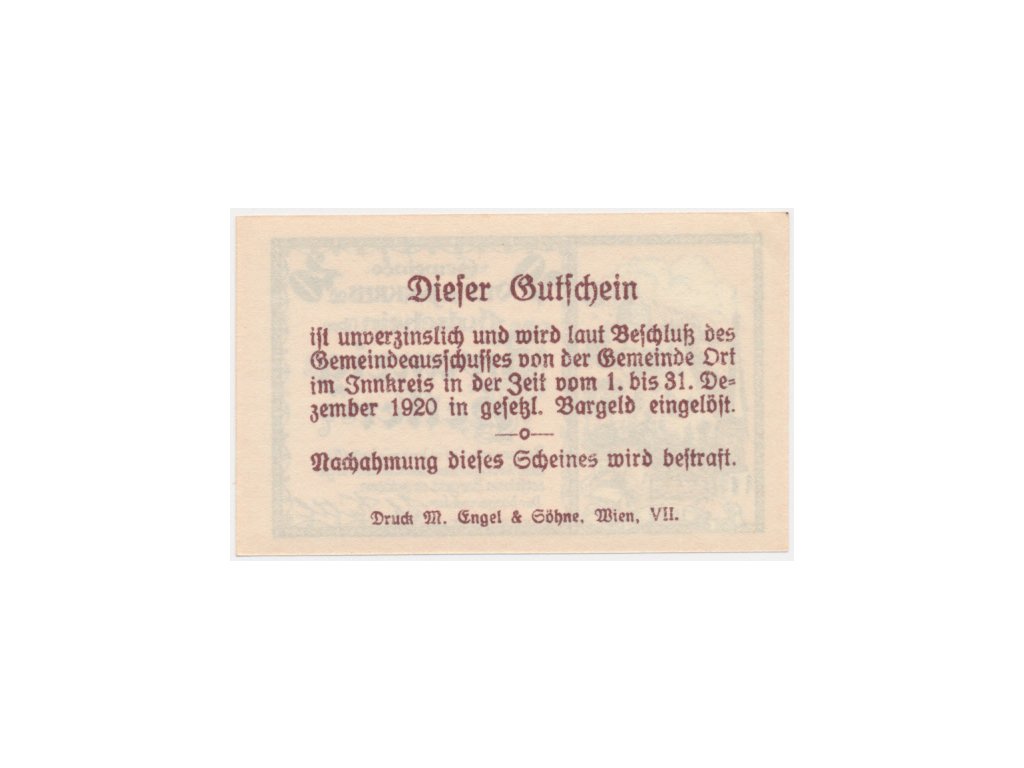 Dieser Gutschein
ist unverzinslich und wird laut Beschluß des
Gemeindeausschusses von der Gemeinde Ort
im Innkreis in der Zeit vom 1. bis 31. De-
zember 1920 in gesetzl. Bargeld eingelöst.
Nachahmung dieses Scheines wird bestraft.
Druck M. Engel & Söhne, Wien, VII.